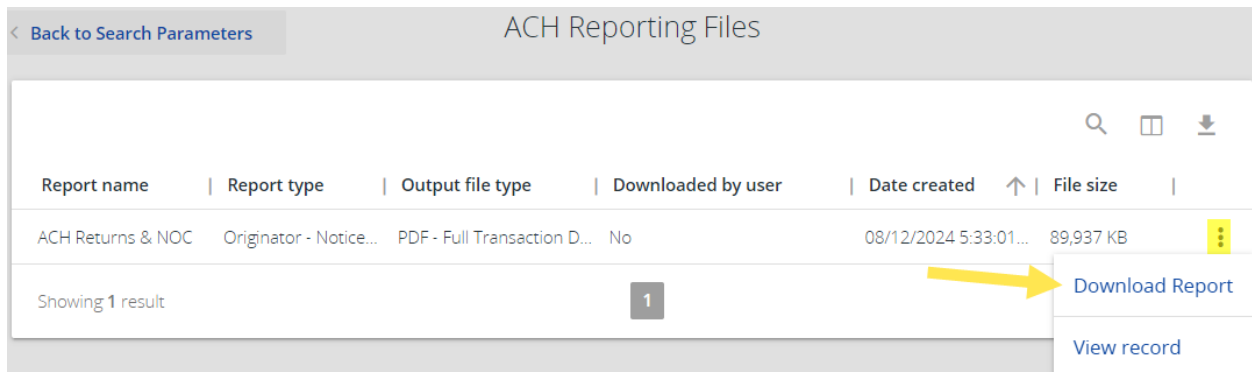 Back to Search Parameters
ACH Reporting Files
Report name | Report type | Output file type | Downloaded by user | Date created | File size |
ACH Returns & NOC Originator - Notice... PDF - Full Transaction D... No 08/12/2024 5:33:01... 89,937 KB
Download Report
Showing 1 result 1
View record